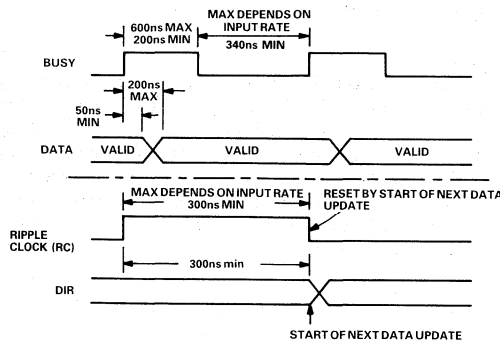 600ns MAX
200ns MIN
MAX DEPENDS ON
INPUT RATE
340ns MIN
BUSY
200ns
MAX
50ns
MIN
DATA
VALID
VALID
VALID
MAX DEPENDS ON INPUT RATE
300ns MIN
RESET BY START OF NEXT DATA
UPDATE
RIPPLE
CLOCK (RC)
300ns min
DIR
START OF NEXT DATA UPDATE